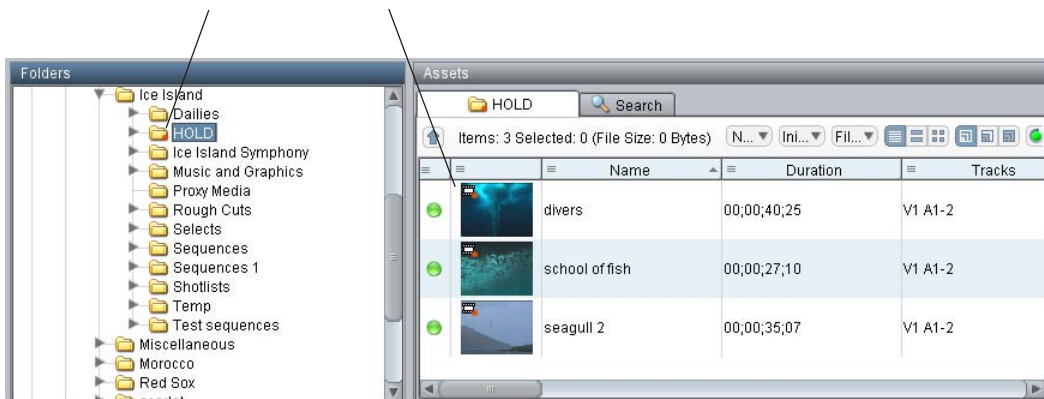 Folders
Ice Island
Dailies
HOLD
Ice Island Symphony
Music and Graphics
Proxy Media
Rough Cuts
Selects
Sequences
Sequences 1
Shotlists
Temp
Test sequences
Miscellaneous
Morocco
Red Sox
Assets
HOLD
Search
Items: 3 Selected: 0 (File Size: 0 Bytes)
N...
Ini...
Fil...
Name
Duration
Tracks
divers
00;00;40;25
V1 A1-2
school of fish
00;00;27;10
V1 A1-2
seagull 2
00;00;35;07
V1 A1-2